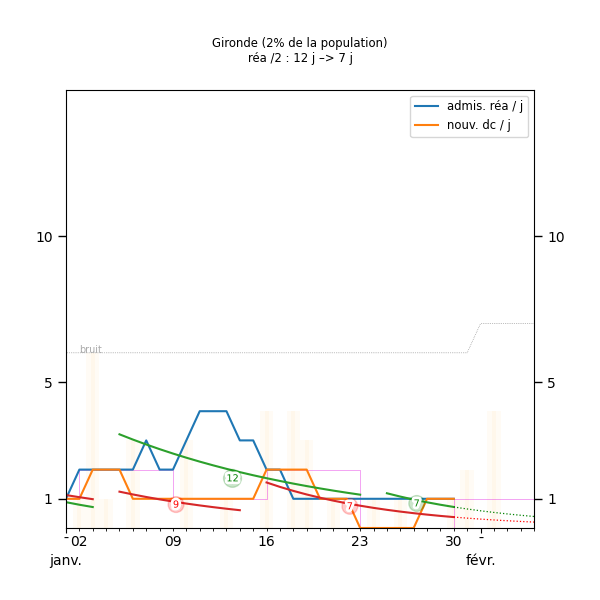 Gironde (2% de la population)
réa /2 : 12 j –> 7 j
admis. réa / j
nouv. dc / j
10
10
bruit
5
5
12
9
7
7
1
1
02
09
16
23
30
janv.
févr.